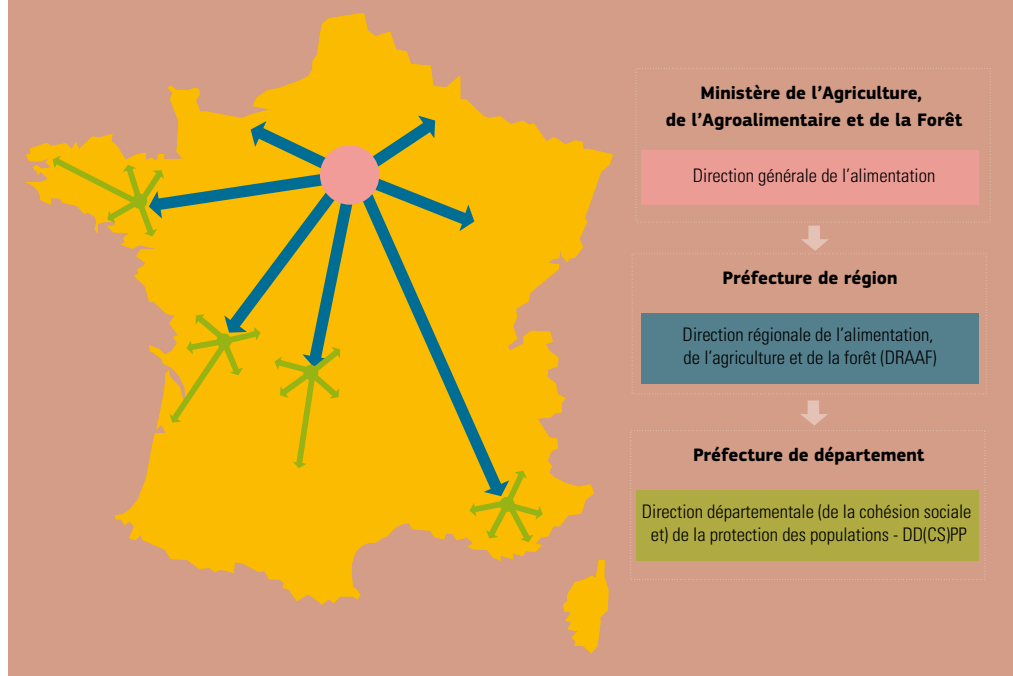 Ministère de l’Agriculture,
de l’Agroalimentaire et de la Forêt
Direction générale de l’alimentation
Préfecture de région
Direction régionale de l’alimentation,
de l’agriculture et de la forêt (DRAAF)
Préfecture de département
Direction départementale (de la cohésion sociale
et) de la protection des populations - DD(CS)PP